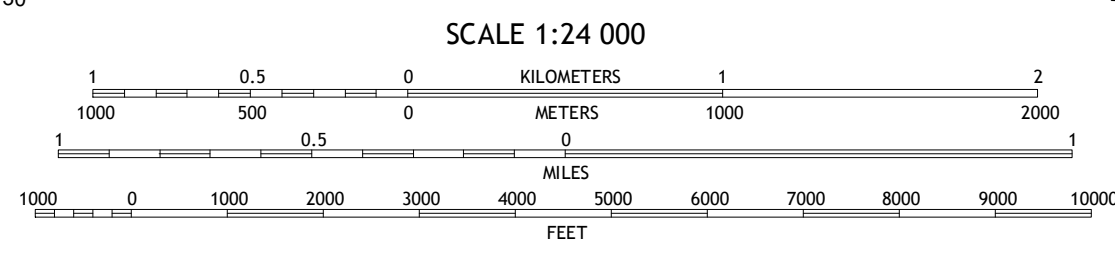 SCALE 1:24 000
1 0.5 0 KILOMETERS 1 2
1000 500 0 METERS 1000 2000
1 0.5 0 1
MILES
1000 0 1000 2000 3000 4000 5000 6000 7000 8000 9000 10000
FEET